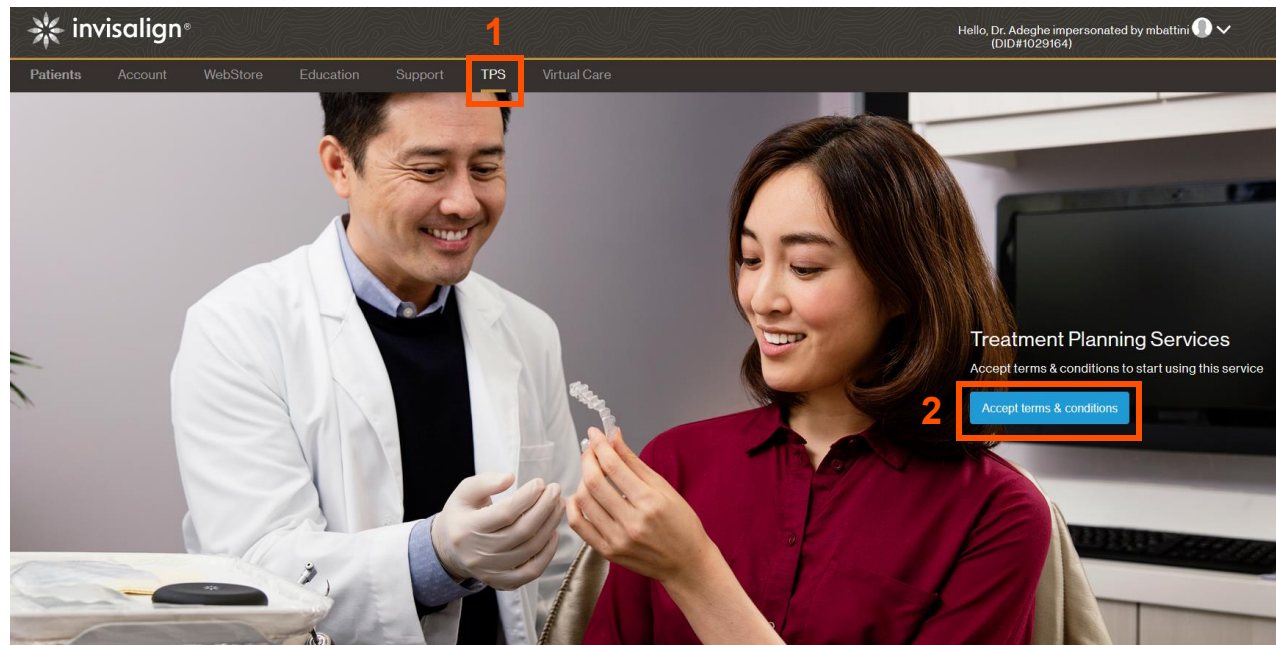 invisalign®
1
Hello, Dr. Adeghe impersonated by mbattini
(DID#1029164)
Patients Account WebStore Education Support TPS Virtual Care
Treatment Planning Services
Accept terms & conditions to start using this service
2
Accept terms & conditions